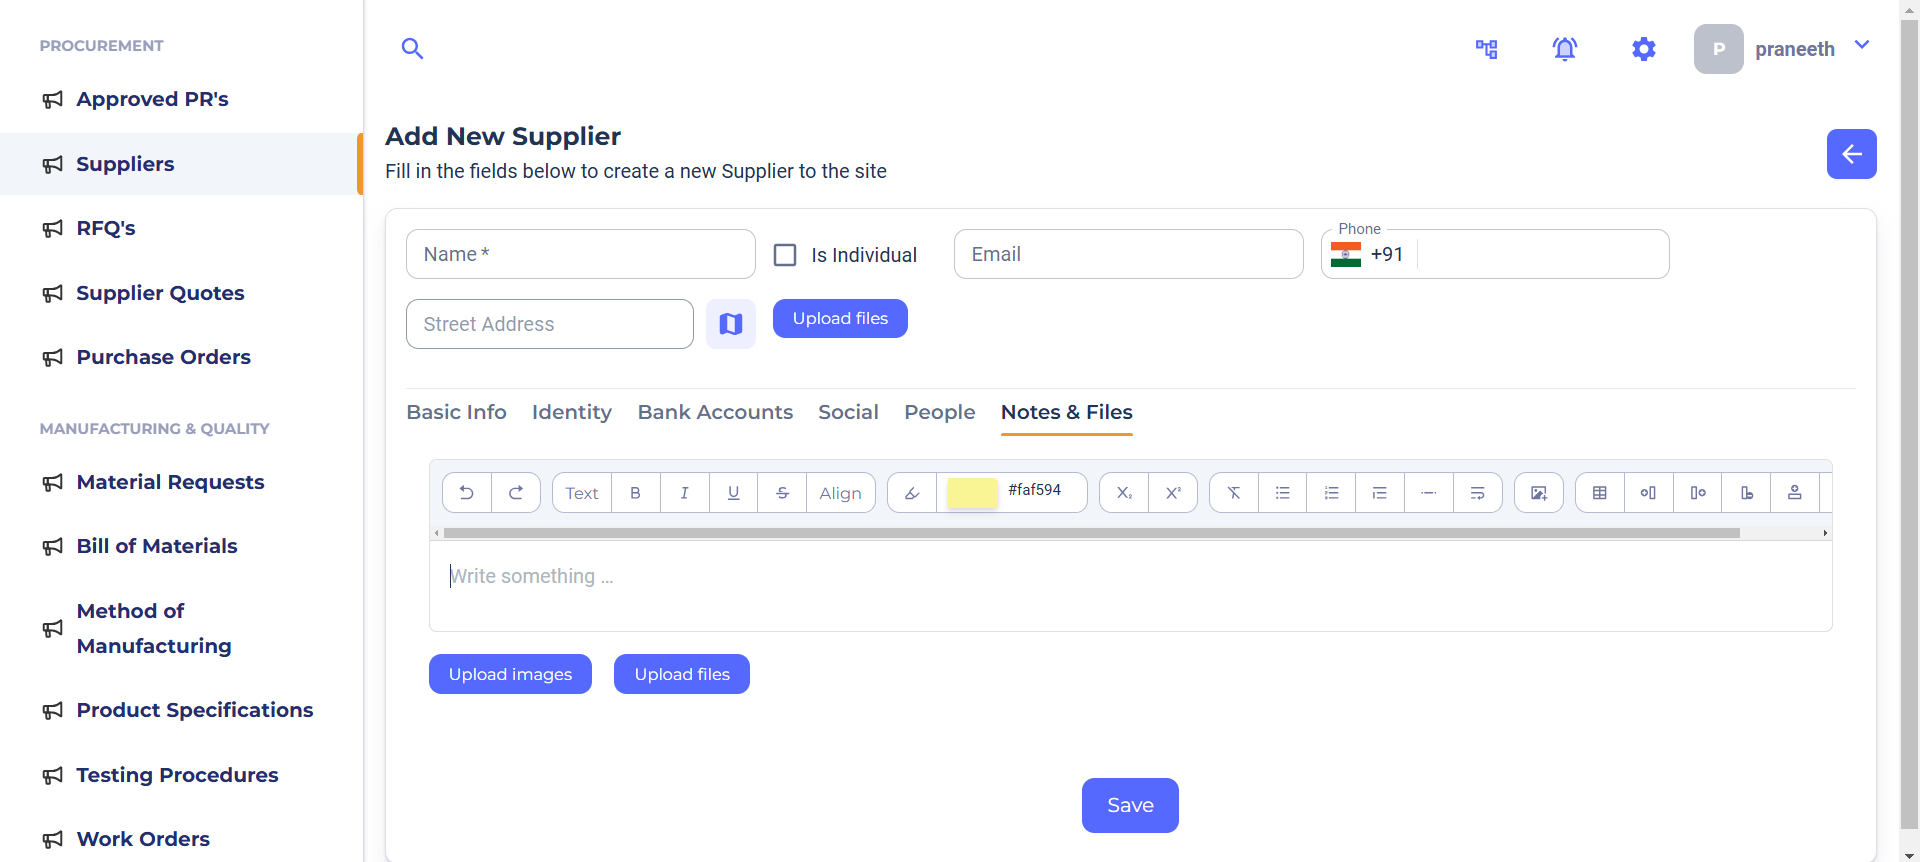 PROCUREMENT
Approved PR's
Suppliers
RFQ's
Supplier Quotes
Purchase Orders
MANUFACTURING & QUALITY
Material Requests
Bill of Materials
Method of
Manufacturing
Product Specifications
Testing Procedures
Work Orders
P praneeth
Add New Supplier
Fill in the fields below to create a new Supplier to the site
Name *
Is Individual
Email
Phone
+91
Street Address
Upload files
Basic Info Identity Bank Accounts Social People Notes & Files
Text B I U S Align #faf594 X₂ X²
Write something ...
Upload images Upload files
Save